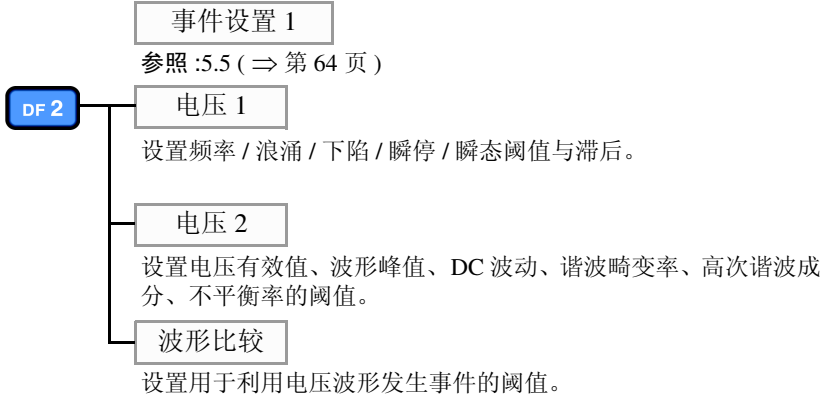 事件设置 1
参照 :5.5 ( ⇒ 第 64 页 )
DF 2
电压 1
设置频率 / 浪涌 / 下陷 / 瞬停 / 瞬态阈值与滞后。
电压 2
设置电压有效值、波形峰值、DC 波动、谐波畸变率、高次谐波成
分、不平衡率的阈值。
波形比较
设置用于利用电压波形发生事件的阈值。